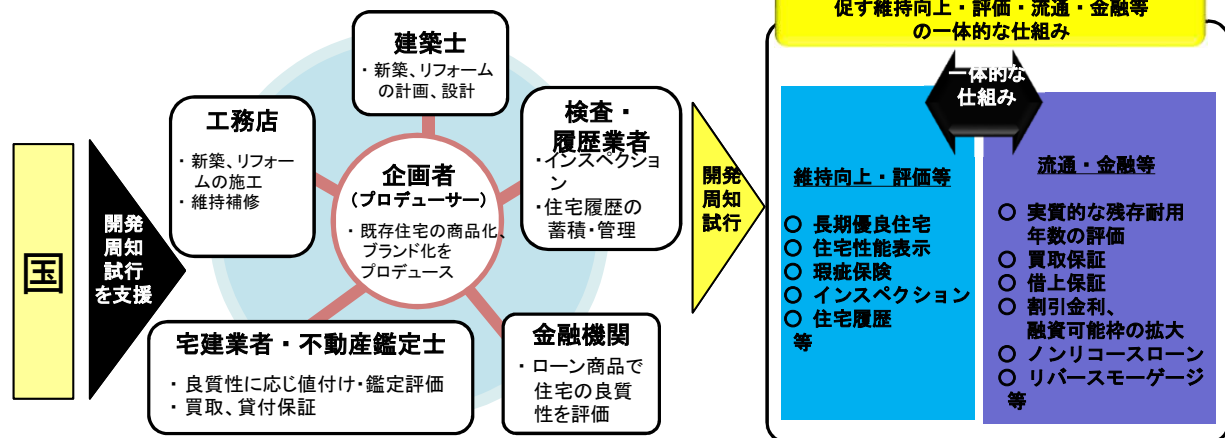 国
開発
周知
試行
を支援
建築士
・ 新築、リフォーム
の計画、設計
工務店
・ 新築、リフォー
ムの施工
・ 維持補修
検査・
履歴業者
・インスペクショ
ン
・住宅履歴の
蓄積・管理
企画者
(プロデューサー)
・ 既存住宅の商品化、
ブランド化を
プロデュース
宅建業者・不動産鑑定士
・ 良質性に応じ値付け・鑑定評価
・ 買取、貸付保証
金融機関
・ ローン商品で
住宅の良質
性を評価
開発
周知
試行
促す維持向上・評価・流通・金融等
の一体的な仕組み
一体的な
仕組み
維持向上・評価等
○ 長期優良住宅
○ 住宅性能表示
○ 瑕疵保険
○ インスペクション
○ 住宅履歴
等
流通・金融等
○ 実質的な残存耐用
年数の評価
○ 買取保証
○ 借上保証
○ 割引金利、
融資可能枠の拡大
○ ノンリコースローン
○ リバースモーゲージ
等